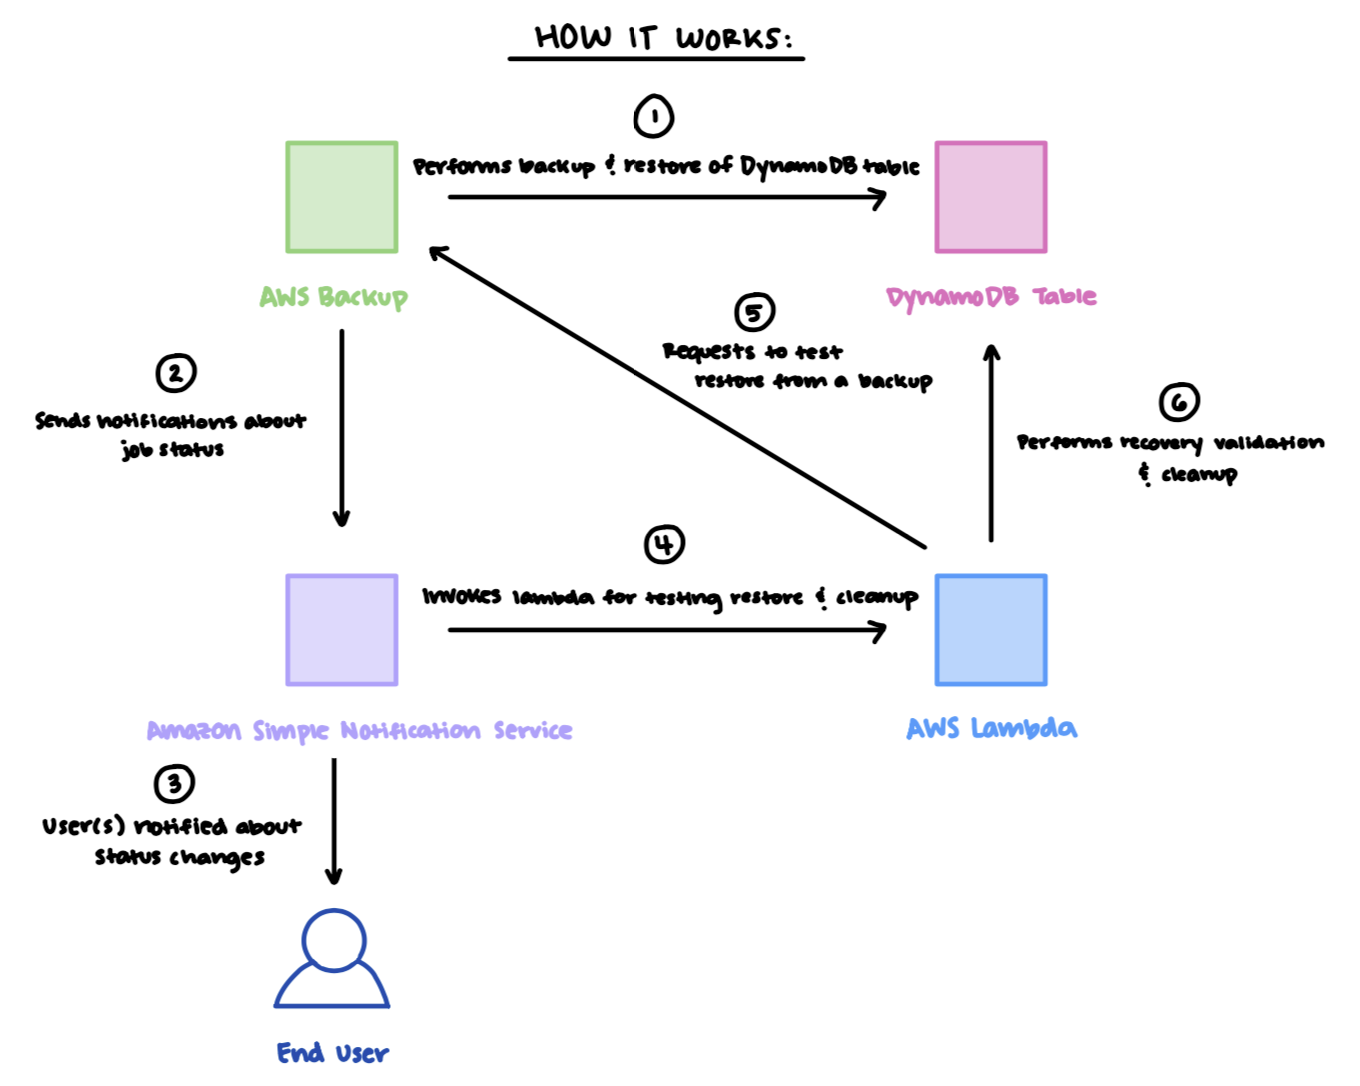 HOW IT WORKS:
1
Performs backup & restore of DynamoDB table
AWS Backup
DynamoDB Table
2
Sends notifications about
job status
5
Requests to test
restore from a backup
6
Performs recovery validation
& cleanup
4
Invokes lambda for testing restore & cleanup
Amazon Simple Notification Service
AWS Lambda
3
User(s) notified about
status changes
End User